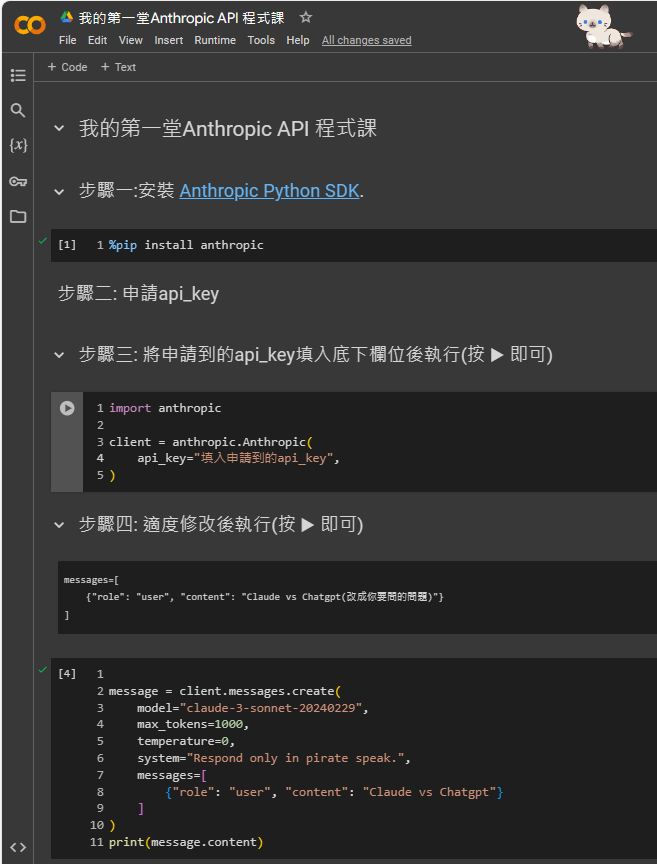 我的第一堂Anthropic API 程式課
File Edit View Insert Runtime Tools Help All changes saved
+ Code + Text
我的第一堂Anthropic API 程式課
步驟一:安裝 Anthropic Python SDK.
[1] 1 %pip install anthropic
步驟二: 申請api_key
步驟三: 將申請到的api_key填入底下欄位後執行(按 ▶ 即可)
1 import anthropic
2
3 client = anthropic.Anthropic(
4     api_key="填入申請到的api_key",
5 )
步驟四: 適度修改後執行(按 ▶ 即可)
messages=[
    {"role": "user", "content": "Claude vs Chatgpt(改成你要問的問題)"}
]
[4] 1
2 message = client.messages.create(
3     model="claude-3-sonnet-20240229",
4     max_tokens=1000,
5     temperature=0,
6     system="Respond only in pirate speak.",
7     messages=[
8         {"role": "user", "content": "Claude vs Chatgpt"}
9     ]
10 )
11 print(message.content)